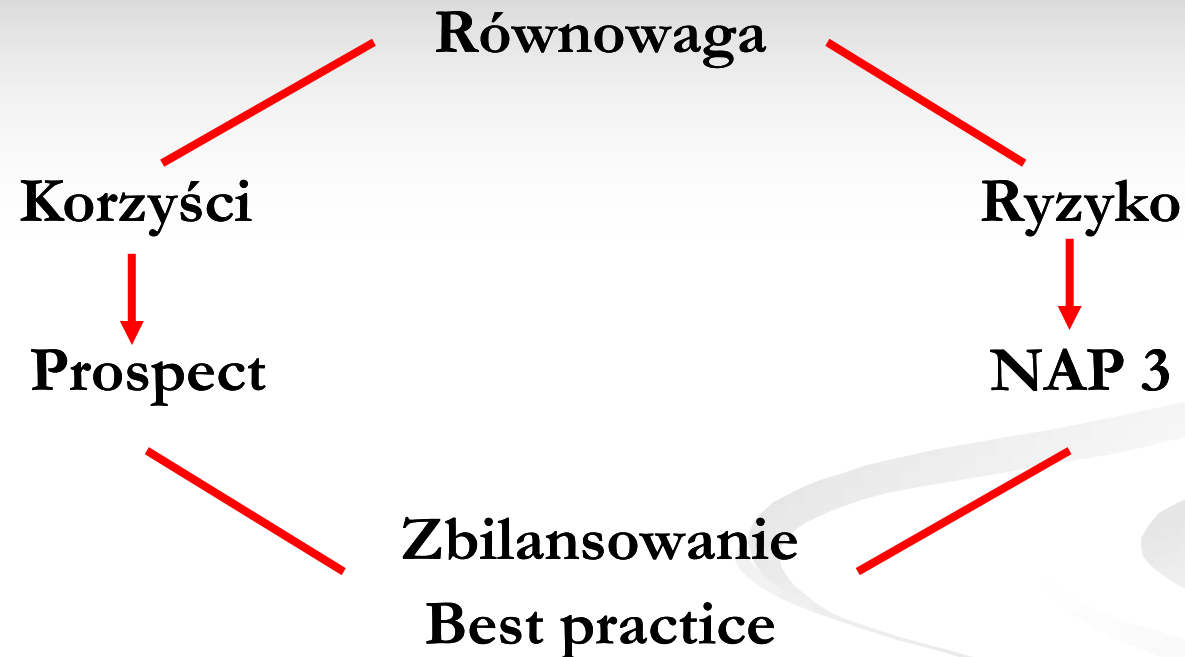 Równowaga
Korzyści
Ryzyko
Prospect
NAP 3
Zbilansowanie
Best practice